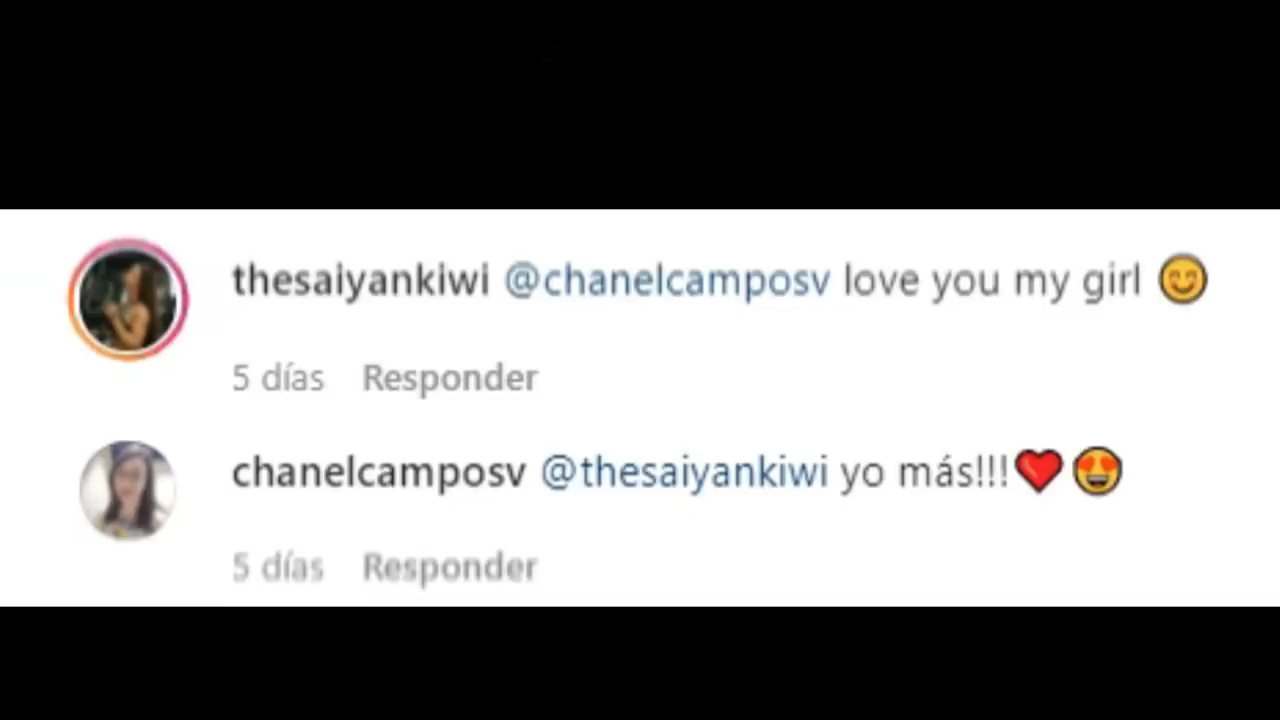 thesaiyankiwi @chanelcamposv love you my girl 😊
5 días Responder
chanelcamposv @thesaiyankiwi yo más!!!❤️😍
5 días Responder